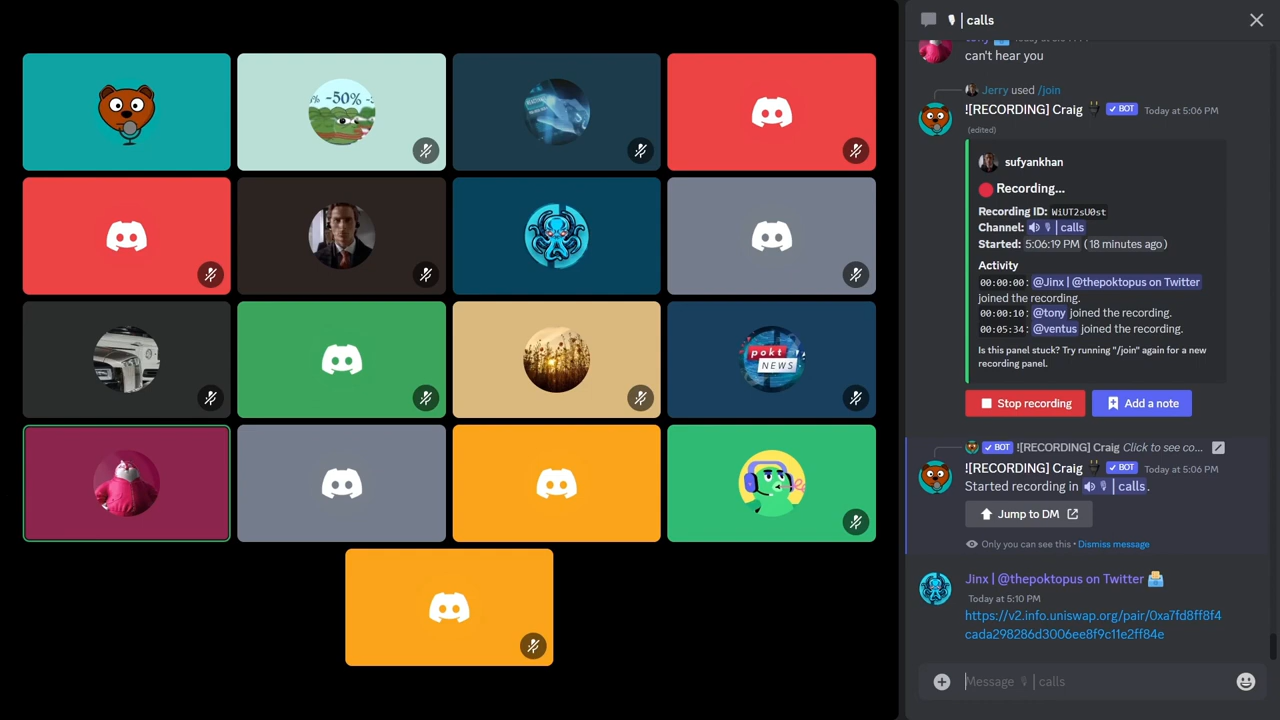 -50%
pokt
NEWS
calls
can't hear you
Jerry used /join
![RECORDING] Craig BOT Today at 5:06 PM
(edited)
sufyankhan
Recording...
Recording ID: WiUT2sU0st
Channel: calls
Started: 5:06:19 PM (18 minutes ago)
Activity
00:00:00: @Jinx | @thepoktopus on Twitter
joined the recording.
00:00:10: @tony joined the recording.
00:05:34: @ventus joined the recording.
Is this panel stuck? Try running "/join" again for a new
recording panel.
Stop recording
Add a note
BOT ![RECORDING] Craig Click to see co...
![RECORDING] Craig BOT Today at 5:06 PM
Started recording in calls.
Jump to DM
Only you can see this • Dismiss message
Jinx | @thepoktopus on Twitter
Today at 5:10 PM
https://v2.info.uniswap.org/pair/0xa7fd8ff8f4
cada298286d3006ee8f9c11e2ff84e
Message | calls